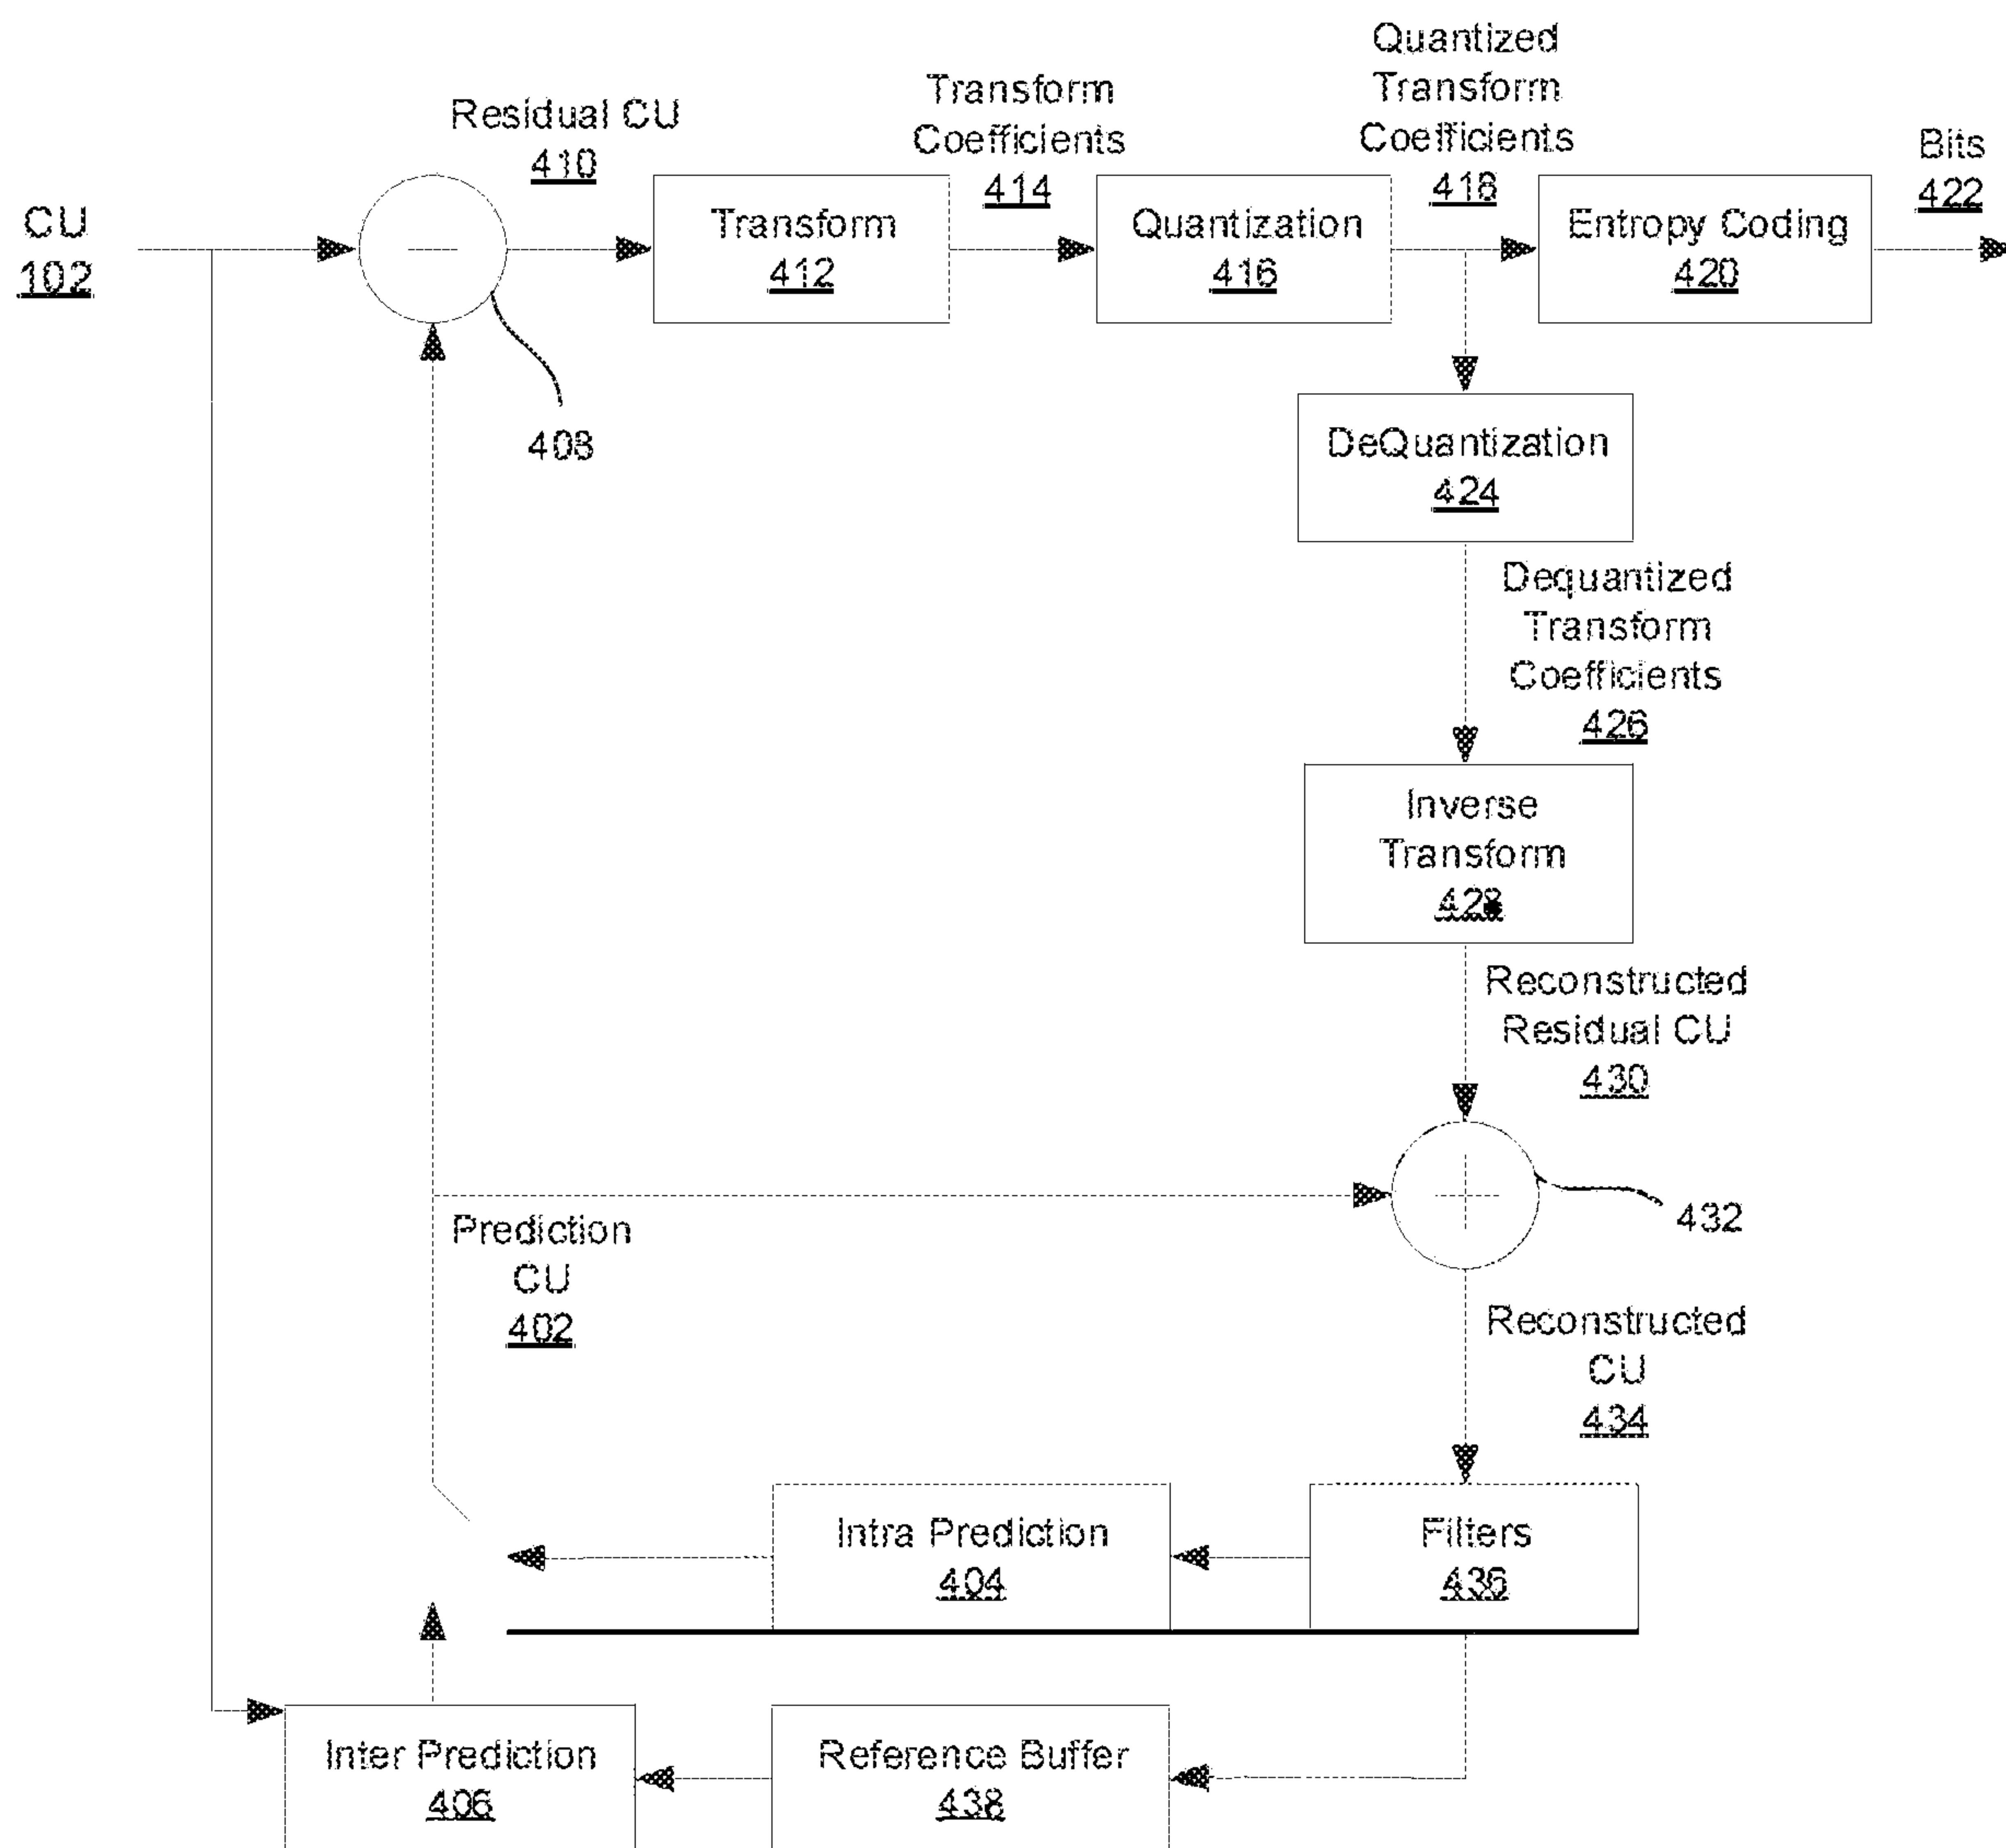 Residual CU
410
Transform
Coefficients
414
Quantized
Transform
Coefficients
418
Bits
422
CU
102
Transform
412
Quantization
416
Entropy Coding
420
408
DeQuantization
424
Dequantized
Transform
Coefficients
426
Inverse
Transform
428
Reconstructed
Residual CU
430
432
Prediction
CU
402
Reconstructed
CU
434
Intra Prediction
404
Filters
436
Inter Prediction
406
Reference Buffer
438